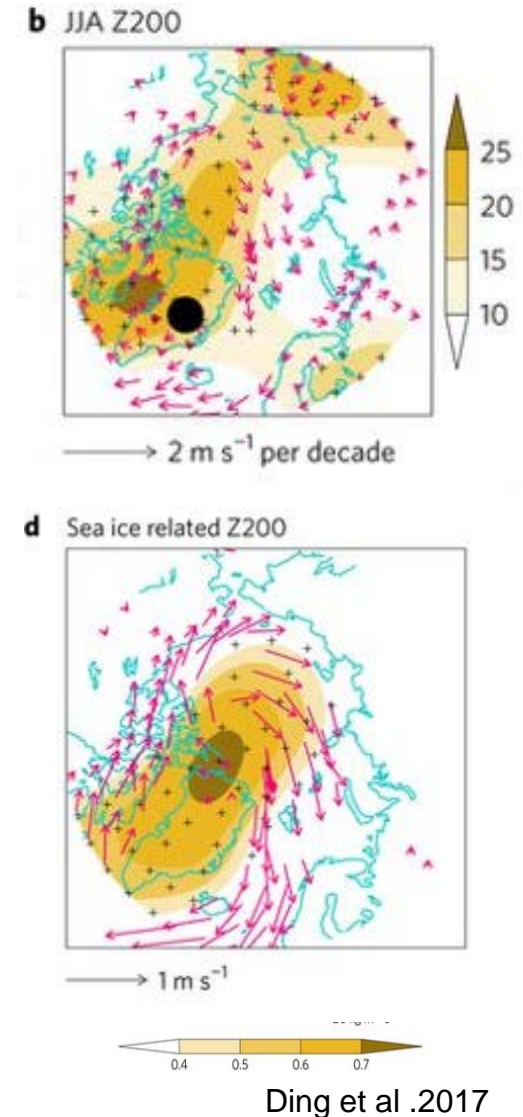 b JJA Z200
25
20
15
10
2 m s⁻¹ per decade
d Sea ice related Z200
1 m s⁻¹
0.4 0.5 0.6 0.7
Ding et al .2017